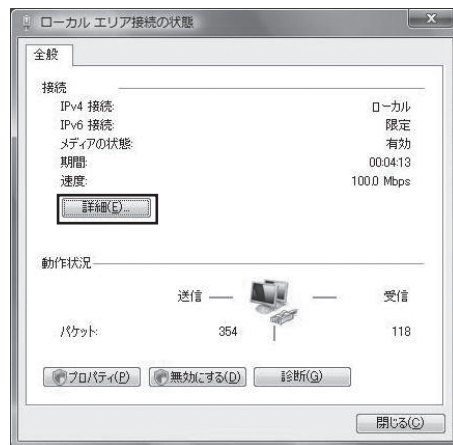 ローカル エリア接続の状態
X
全般
接続
IPv4 接続: ローカル
IPv6 接続: 限定
メディアの状態: 有効
期間: 00:04:13
速度: 100.0 Mbps
詳細(E)...
動作状況
送信 受信
パケット: 354 118
プロパティ(P) 無効にする(D) 診断(G)
閉じる(C)